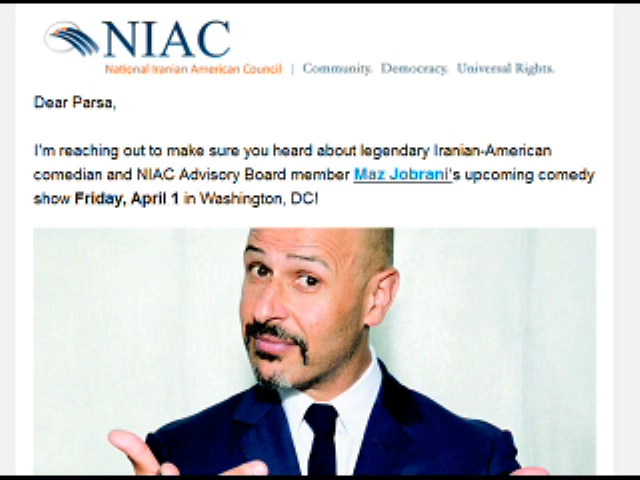 NIAC
National Iranian American Council | Community. Democracy. Universal Rights.
Dear Parsa,
I'm reaching out to make sure you heard about legendary Iranian-American
comedian and NIAC Advisory Board member Maz Jobrani's upcoming comedy
show Friday, April 1 in Washington, DC!